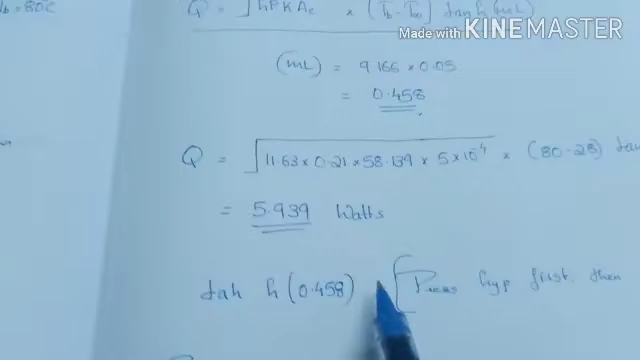 Tb = 80C
Q = √hPKAc × (Tb - T∞) tan h (mL)
Made with KINEMASTER
(mL) = 9.166 × 0.05
= 0.458
Q = √11.63 × 0.21 × 58.139 × 5 × 10⁻⁴ × (80-28) tan
= 5.939 Watts
tah h (0.458) [ Press hyp first then